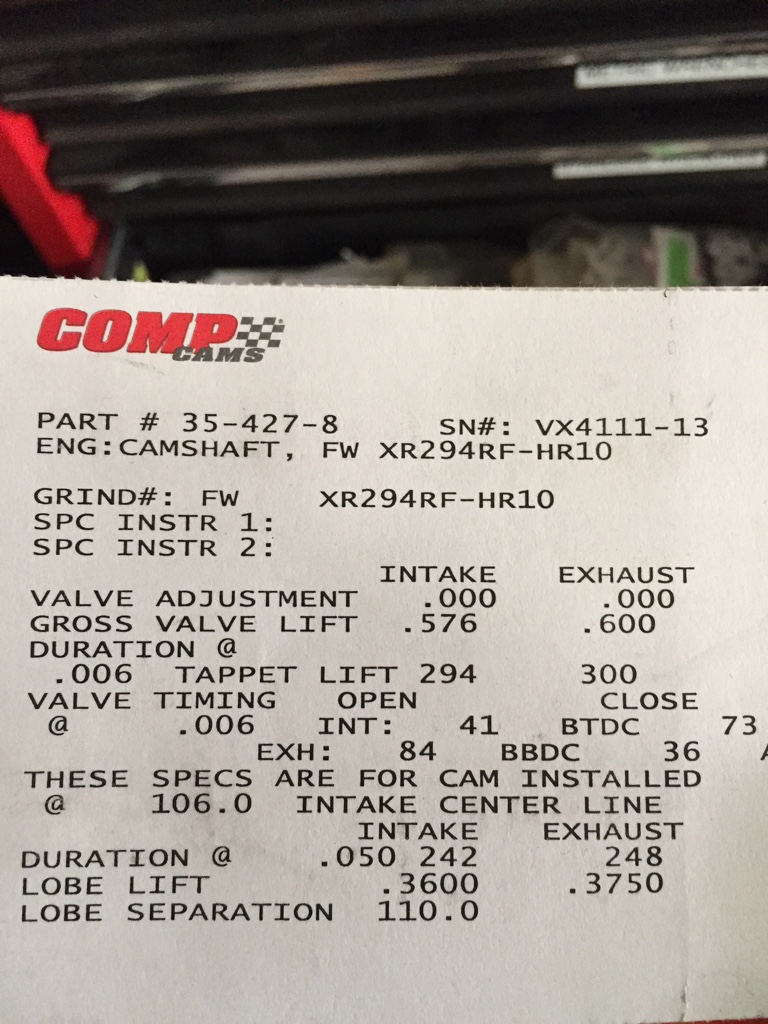 COMP
CAMS
PART # 35-427-8 SN#: VX4111-13
ENG:CAMSHAFT, FW XR294RF-HR10
GRIND#: FW XR294RF-HR10
SPC INSTR 1:
SPC INSTR 2:
INTAKE EXHAUST
VALVE ADJUSTMENT .000 .000
GROSS VALVE LIFT .576 .600
DURATION @
.006 TAPPET LIFT 294 300
VALVE TIMING OPEN CLOSE
@ .006 INT: 41 BTDC 73
EXH: 84 BBDC 36
THESE SPECS ARE FOR CAM INSTALLED
@ 106.0 INTAKE CENTER LINE
INTAKE EXHAUST
DURATION @ .050 242 248
LOBE LIFT .3600 .3750
LOBE SEPARATION 110.0